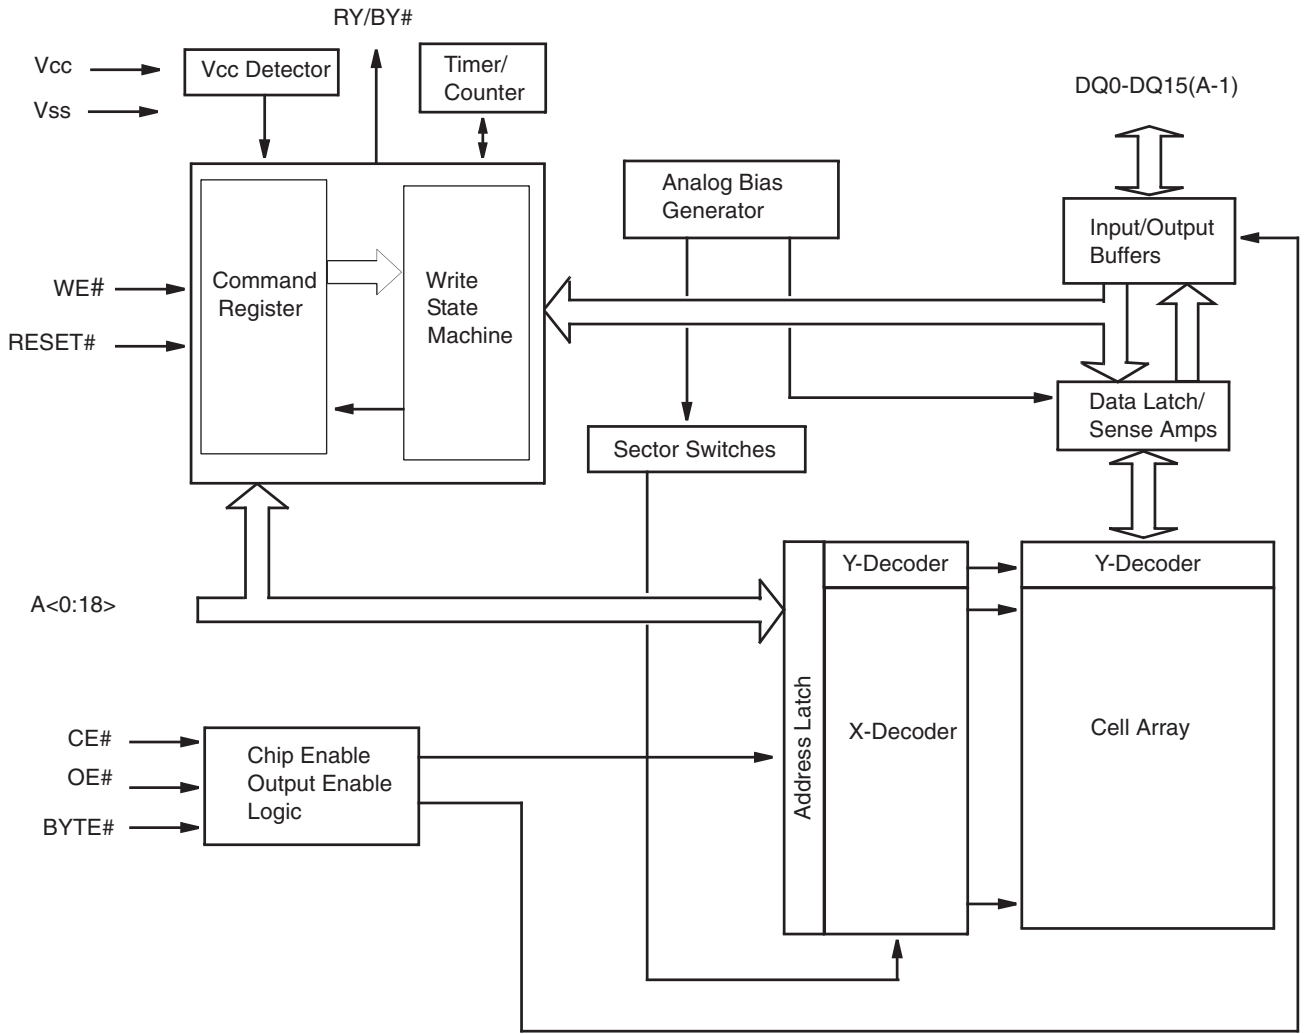 RY/BY#
Vcc
Vss
Vcc Detector
Timer/
Counter
DQ0-DQ15(A-1)
Analog Bias
Generator
Input/Output
Buffers
WE#
RESET#
Command
Register
Write
State
Machine
Data Latch/
Sense Amps
Sector Switches
A<0:18>
Y-Decoder
Y-Decoder
Address Latch
X-Decoder
Cell Array
CE#
OE#
BYTE#
Chip Enable
Output Enable
Logic